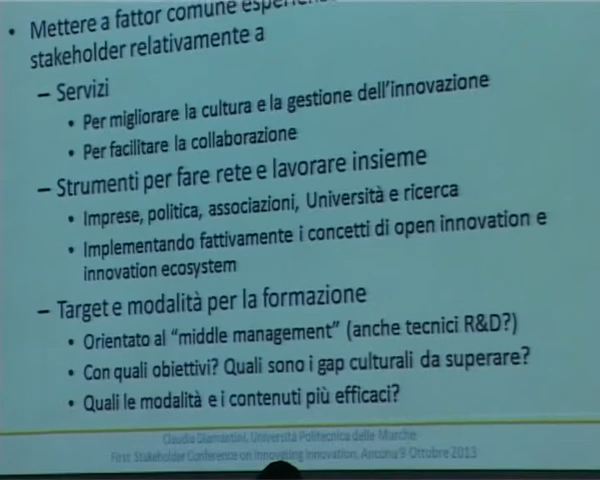 • Mettere a fattor comune
stakeholder relativamente a
– Servizi
• Per migliorare la cultura e la gestione dell'innovazione
• Per facilitare la collaborazione
– Strumenti per fare rete e lavorare insieme
• Imprese, politica, associazioni, Università e ricerca
• Implementando fattivamente i concetti di open innovation e
innovation ecosystem
– Target e modalità per la formazione
• Orientato al "middle management" (anche tecnici R&D?)
• Con quali obiettivi? Quali sono i gap culturali da superare?
• Quali le modalità e i contenuti più efficaci?
Claudia Diamantini, Università Politecnica delle Marche
First Stakeholder Conference on Innovating Innovation, Ancona 9 Ottobre 2013